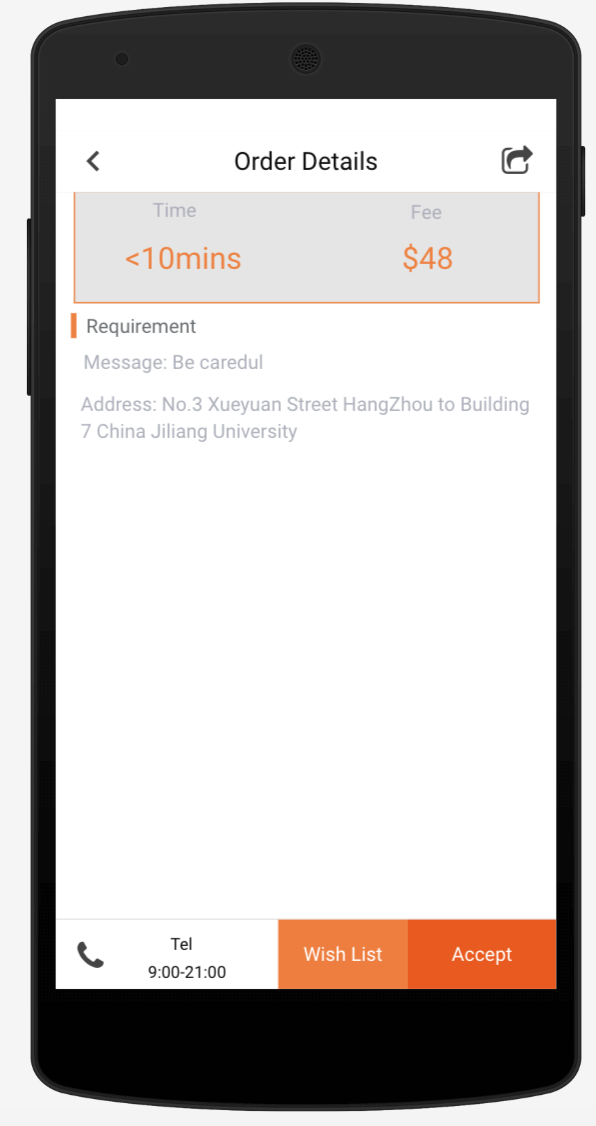 Order Details
Time
Fee
<10mins
$48
Requirement
Message: Be caredul
Address: No.3 Xueyuan Street HangZhou to Building
7 China Jiliang University
Tel
9:00-21:00
Wish List
Accept